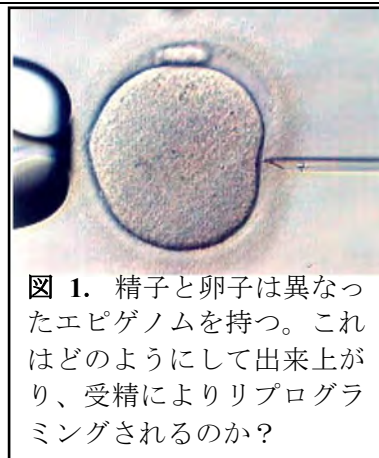 図 1. 精子と卵子は異なっ
たエピゲノムを持つ。これ
はどのようにして出来上が
り、受精によりリプログラ
ミングされるのか？